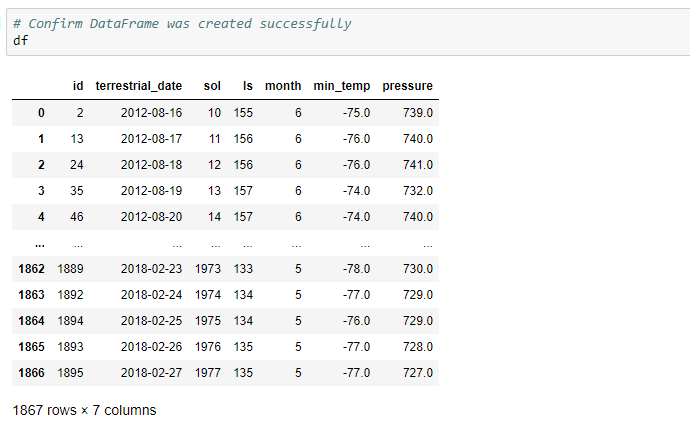 # Confirm DataFrame was created successfully
df
id terrestrial_date sol ls month min_temp pressure
0 2 2012-08-16 10 155 6 -75.0 739.0
1 13 2012-08-17 11 156 6 -76.0 740.0
2 24 2012-08-18 12 156 6 -76.0 741.0
3 35 2012-08-19 13 157 6 -74.0 732.0
4 46 2012-08-20 14 157 6 -74.0 740.0
... ... ... ... ... ... ... ...
1862 1889 2018-02-23 1973 133 5 -78.0 730.0
1863 1892 2018-02-24 1974 134 5 -77.0 729.0
1864 1894 2018-02-25 1975 134 5 -76.0 729.0
1865 1893 2018-02-26 1976 135 5 -77.0 728.0
1866 1895 2018-02-27 1977 135 5 -77.0 727.0
1867 rows × 7 columns